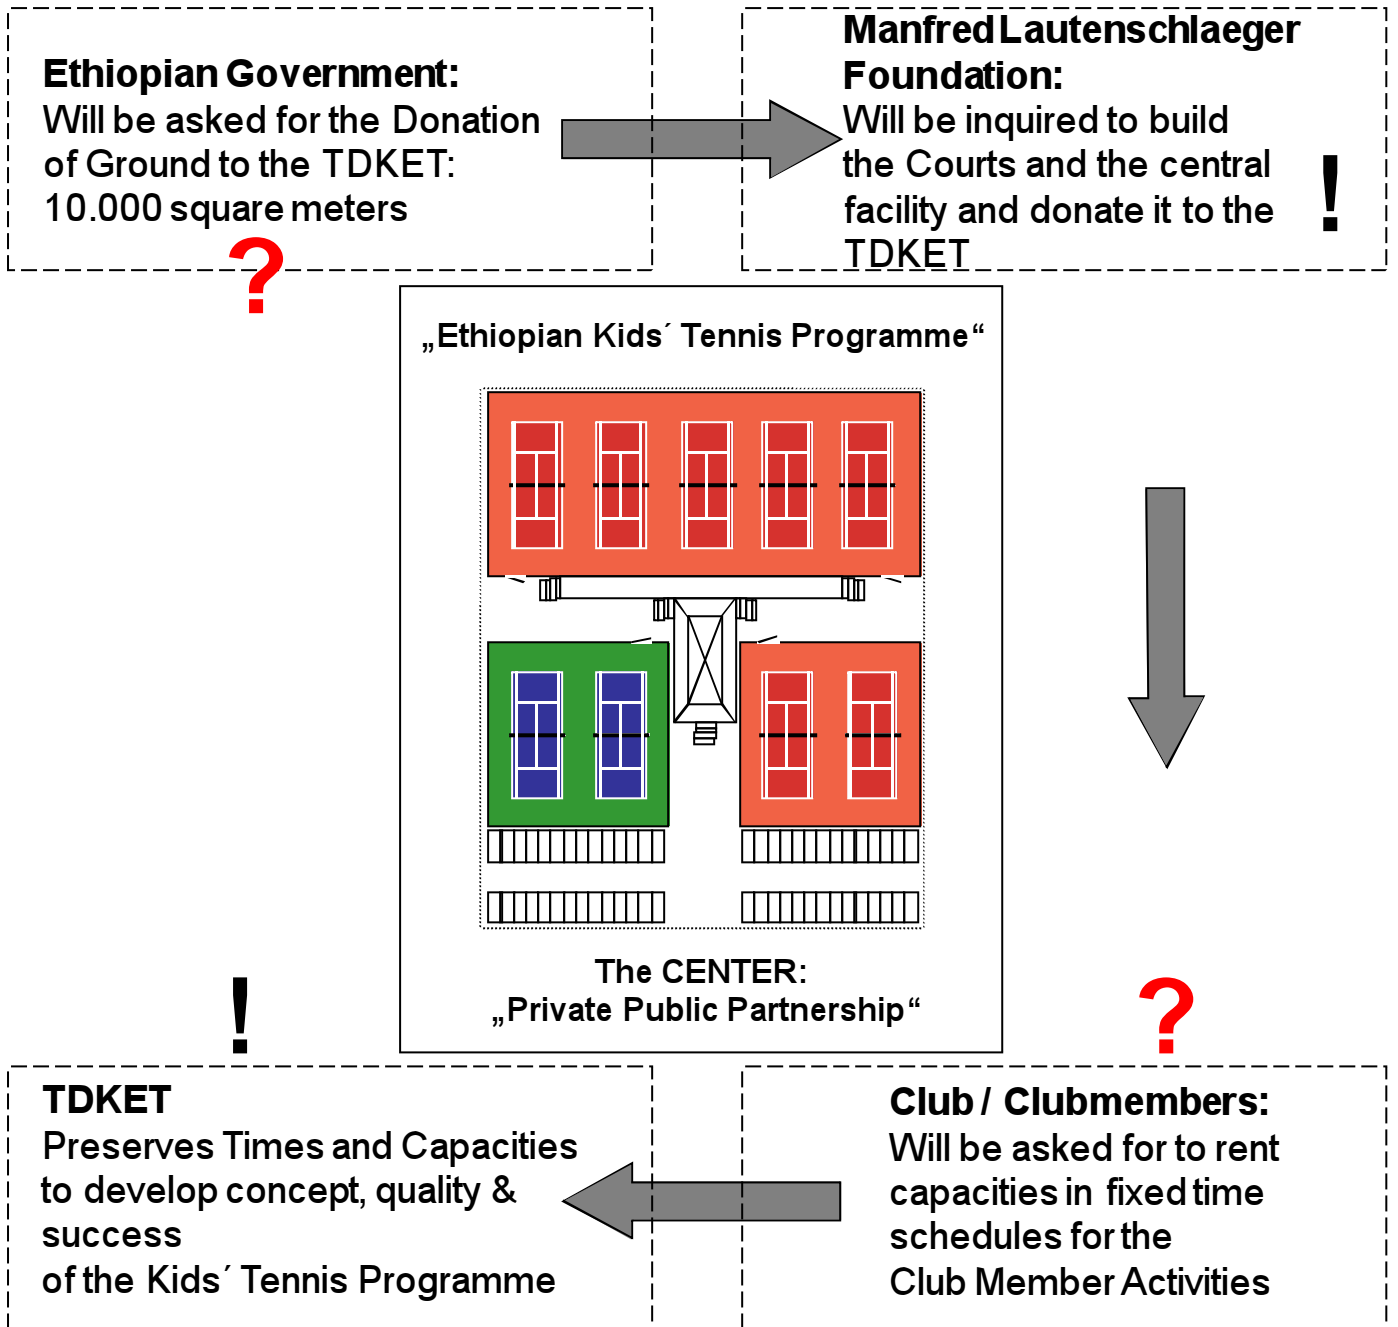 Ethiopian Government:
Will be asked for the Donation
of Ground to the TDKET:
10.000 square meters
?
Manfred Lautenschlaeger
Foundation:
Will be inquired to build
the Courts and the central
facility and donate it to the
TDKET
!
„Ethiopian Kids´ Tennis Programme“
The CENTER:
„Private Public Partnership“
?
Club / Clubmembers:
Will be asked for to rent
capacities in fixed time
schedules for the
Club Member Activities
!
TDKET
Preserves Times and Capacities
to develop concept, quality &
success
of the Kids´ Tennis Programme